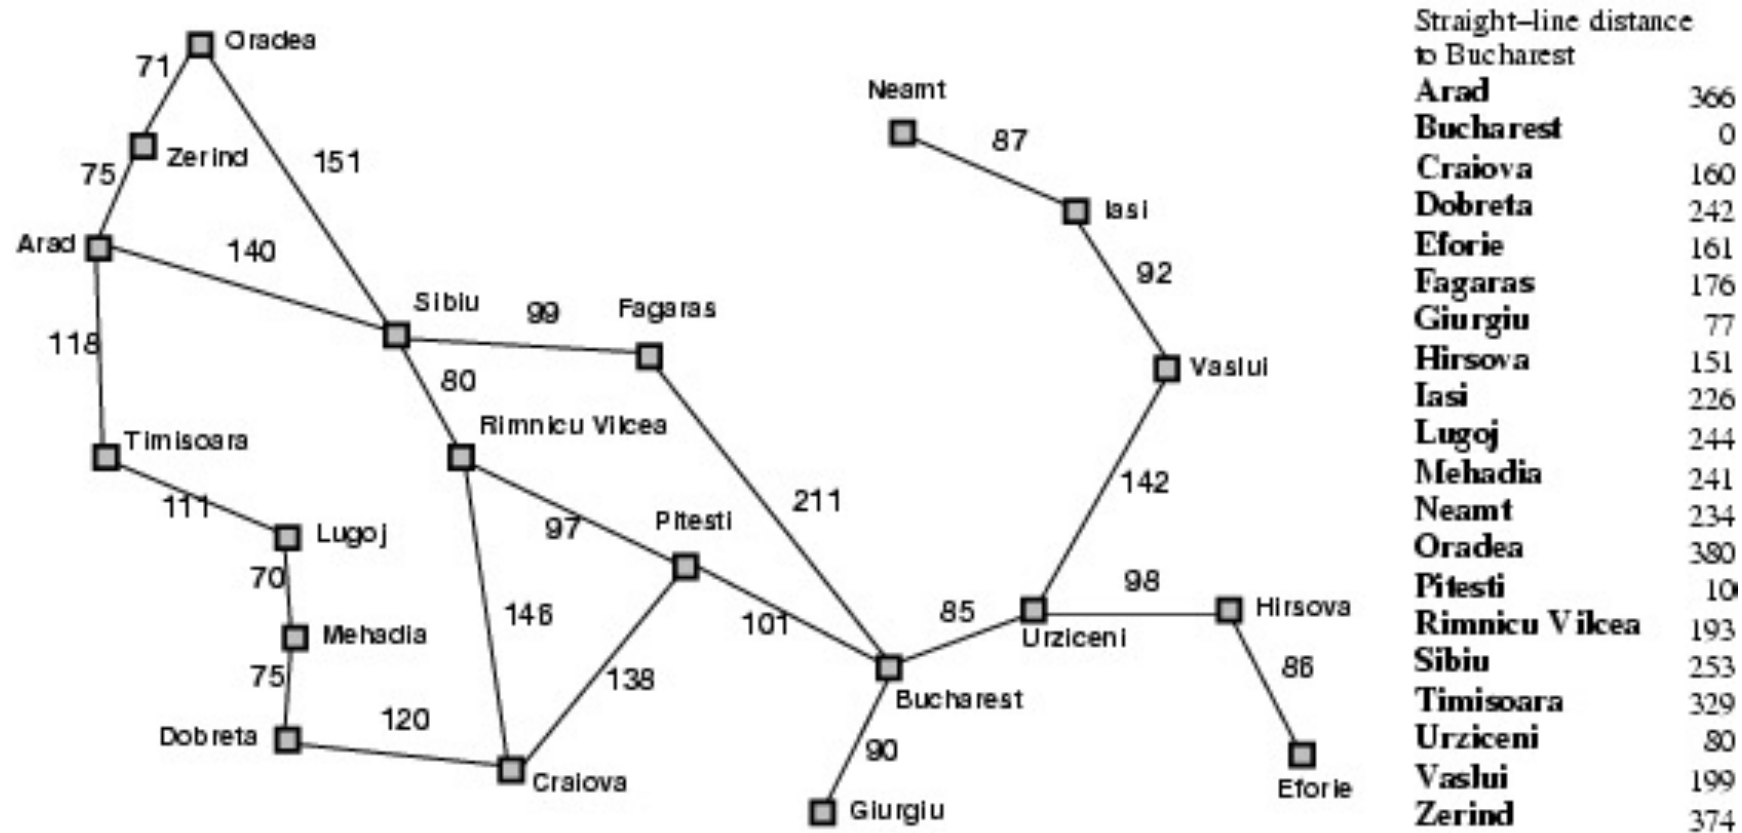 Oradea
71
Neamt
87
Zerind
151
75
Iasi
Arad
140
92
Sibiu
99
Fagaras
118
Vaslui
80
Rimnicu Vilcea
Timisoara
142
111
211
97
Pitesti
Lugoj
70
98
146
101
85
Hirsova
Mehadia
Urziceni
75
138
86
Bucharest
120
Dobreta
90
Craiova
Eforie
Giurgiu
Straight-line distance
to Bucharest
Arad 366
Bucharest 0
Craiova 160
Dobreta 242
Eforie 161
Fagaras 176
Giurgiu 77
Hirsova 151
Iasi 226
Lugoj 244
Mehadia 241
Neamt 234
Oradea 380
Pitesti
Rimnicu Vilcea 193
Sibiu 253
Timisoara 329
Urziceni 80
Vaslui 199
Zerind 374